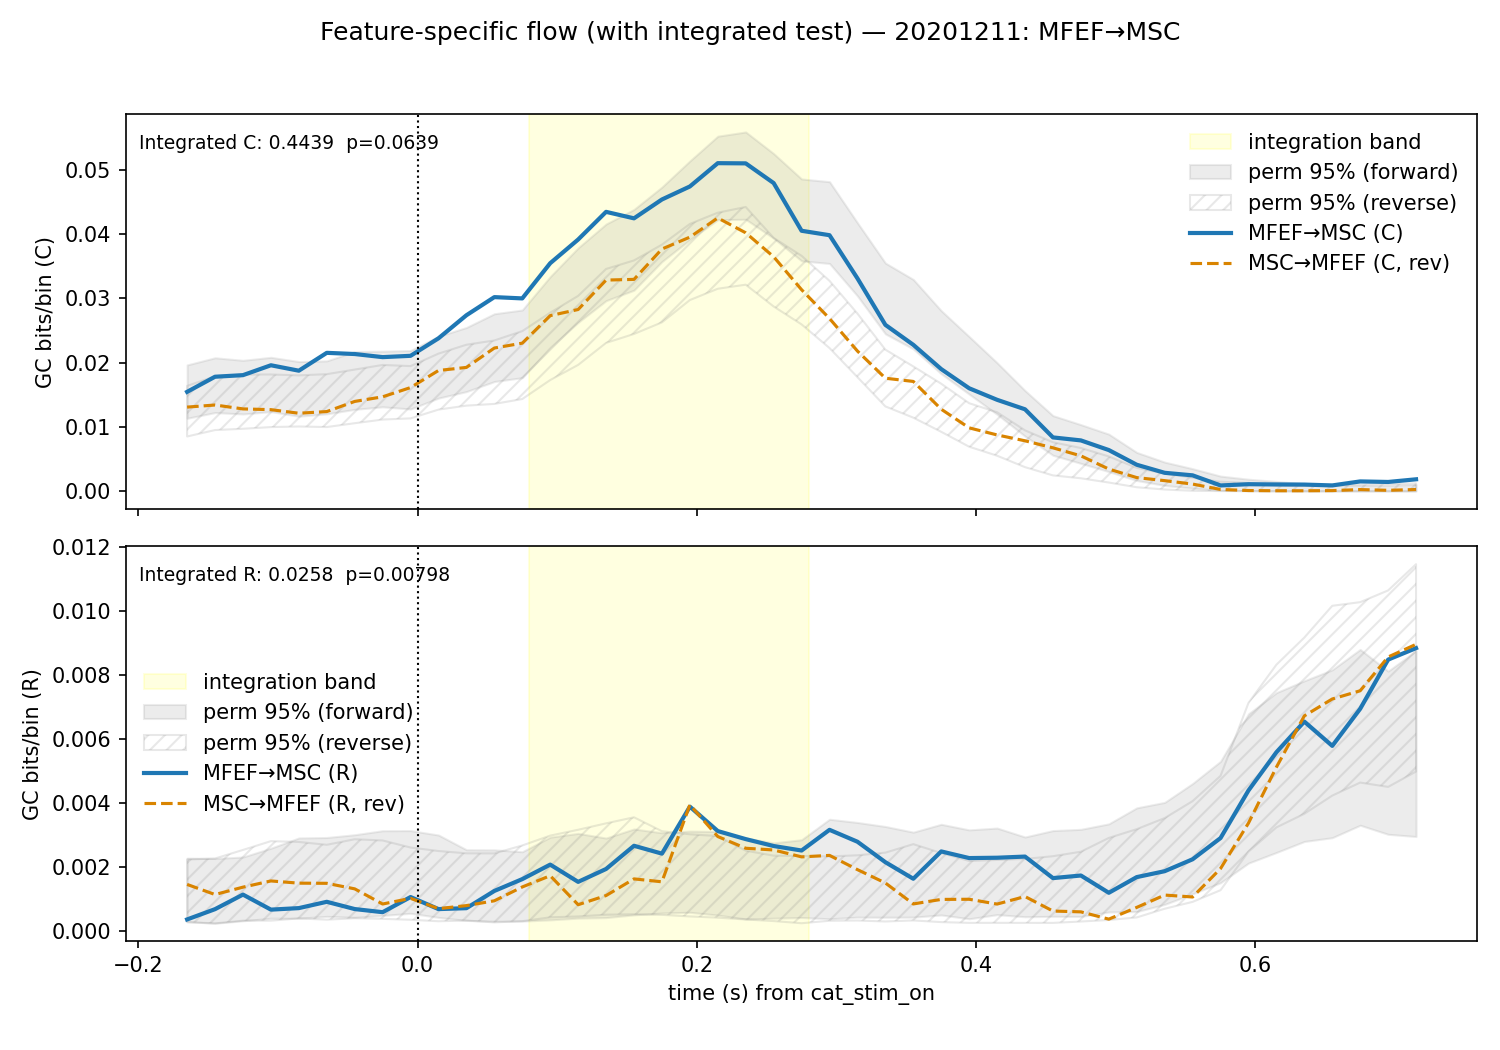 Feature-specific flow (with integrated test) — 20201211: MFEF→MSC
Integrated C: 0.4439  p=0.0639
integration band
perm 95% (forward)
perm 95% (reverse)
MFEF→MSC (C)
MSC→MFEF (C, rev)
GC bits/bin (C)
0.05
0.04
0.03
0.02
0.01
0.00
Integrated R: 0.0258  p=0.00798
integration band
perm 95% (forward)
perm 95% (reverse)
MFEF→MSC (R)
MSC→MFEF (R, rev)
GC bits/bin (R)
0.012
0.010
0.008
0.006
0.004
0.002
0.000
−0.2
0.0
0.2
0.4
0.6
time (s) from cat_stim_on